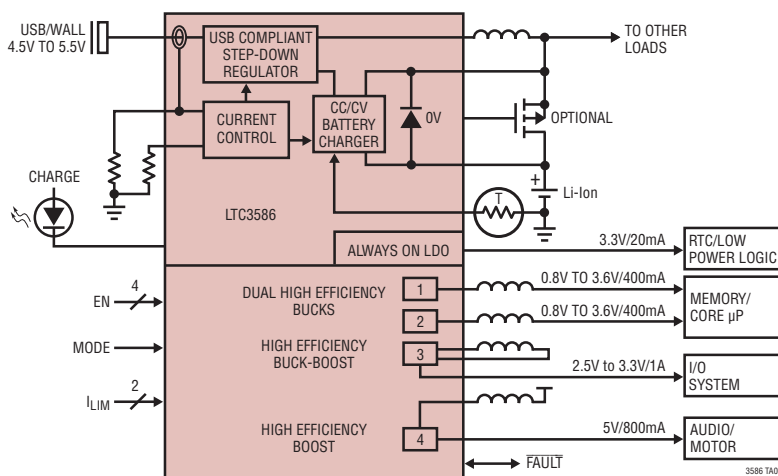 USB/WALL
4.5V TO 5.5V
USB COMPLIANT
STEP-DOWN
REGULATOR
TO OTHER
LOADS
CURRENT
CONTROL
CC/CV
BATTERY
CHARGER
0V
OPTIONAL
CHARGE
LTC3586
T
+
Li-Ion
ALWAYS ON LDO
3.3V/20mA
RTC/LOW
POWER LOGIC
EN
4
DUAL HIGH EFFICIENCY
BUCKS
1
0.8V TO 3.6V/400mA
2
0.8V TO 3.6V/400mA
MEMORY/
CORE µP
MODE
HIGH EFFICIENCY
BUCK-BOOST
3
2.5V to 3.3V/1A
I/O
SYSTEM
ILIM
2
HIGH EFFICIENCY
BOOST
4
5V/800mA
AUDIO/
MOTOR
FAULT